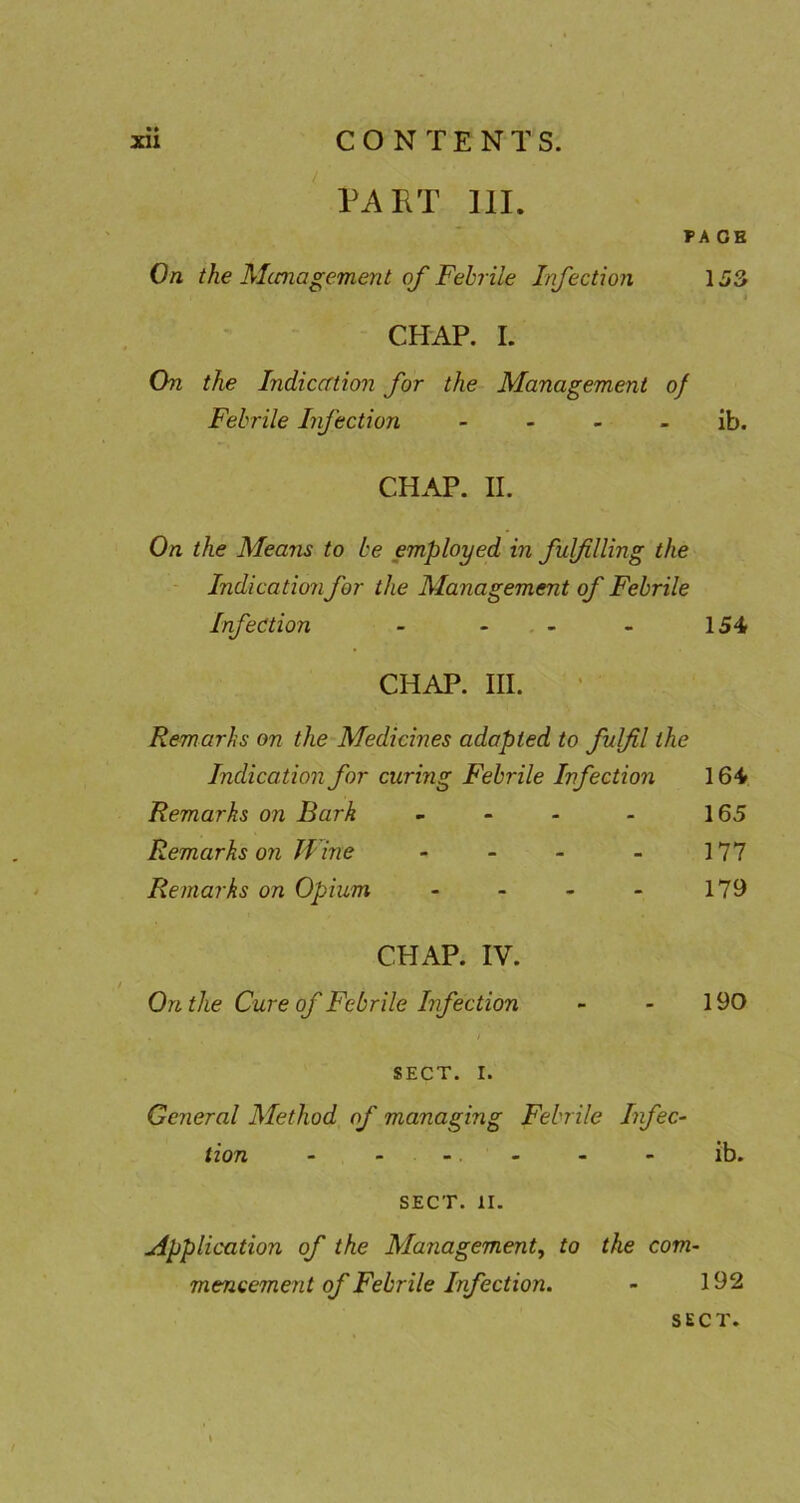 xii CONTENTS.
PART III.
PAGE
On the Management of Febrile Infection 153
CHAP. I.
On the Indication for the Management of
Febrile Infection - - - - ib.
CHAP. II.
On the Means to be employed in fulfilling the
Indication for the Management of Febrile
Infection - - - - 154
CHAP. III.
Remarks on the Medicines adapted to fulfil the
Indication for curing Febrile Infection 164
Remarks on Bark - - - - 165
Remarks on Wine - - - - 177
Remarks on Opium - - - - 179
CHAP. IV.
On the Cure of Febrile Infection - - 190
SECT. I.
General Method of managing Febrile Infec-
tion - - - - - - ib.
SECT. II.
Application of the Management, to the com-
mencement of Febrile Infection. - 192
SECT.